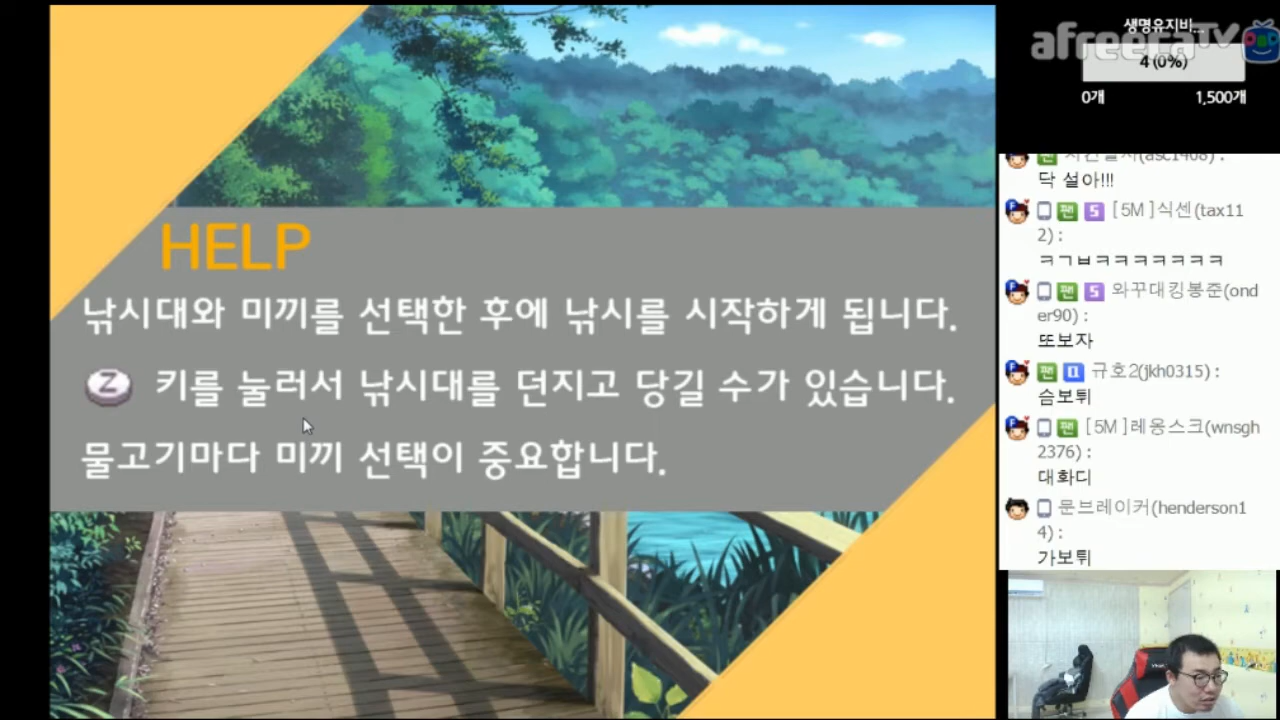 HELP
낚시대와 미끼를 선택한 후에 낚시를 시작하게 됩니다.
Z 키를 눌러서 낚시대를 던지고 당길 수가 있습니다.
물고기마다 미끼 선택이 중요합니다.
생명유지비...
afreecaTV
4 (0%)
0개 1,500개
닥 설아!!!
팬 S [5M]식센(tax11
2) :
ㅋㄱㅂㅋㅋㅋㅋㅋㅋㅋ
팬 S 와꾸대킹봉준(ond
er90) :
또보자
팬 규호2(jkh0315) :
슴보튀
팬 [5M]레옹스크(wnsgh
2376) :
대화디
문브레이커(henderson1
4) :
가보튀